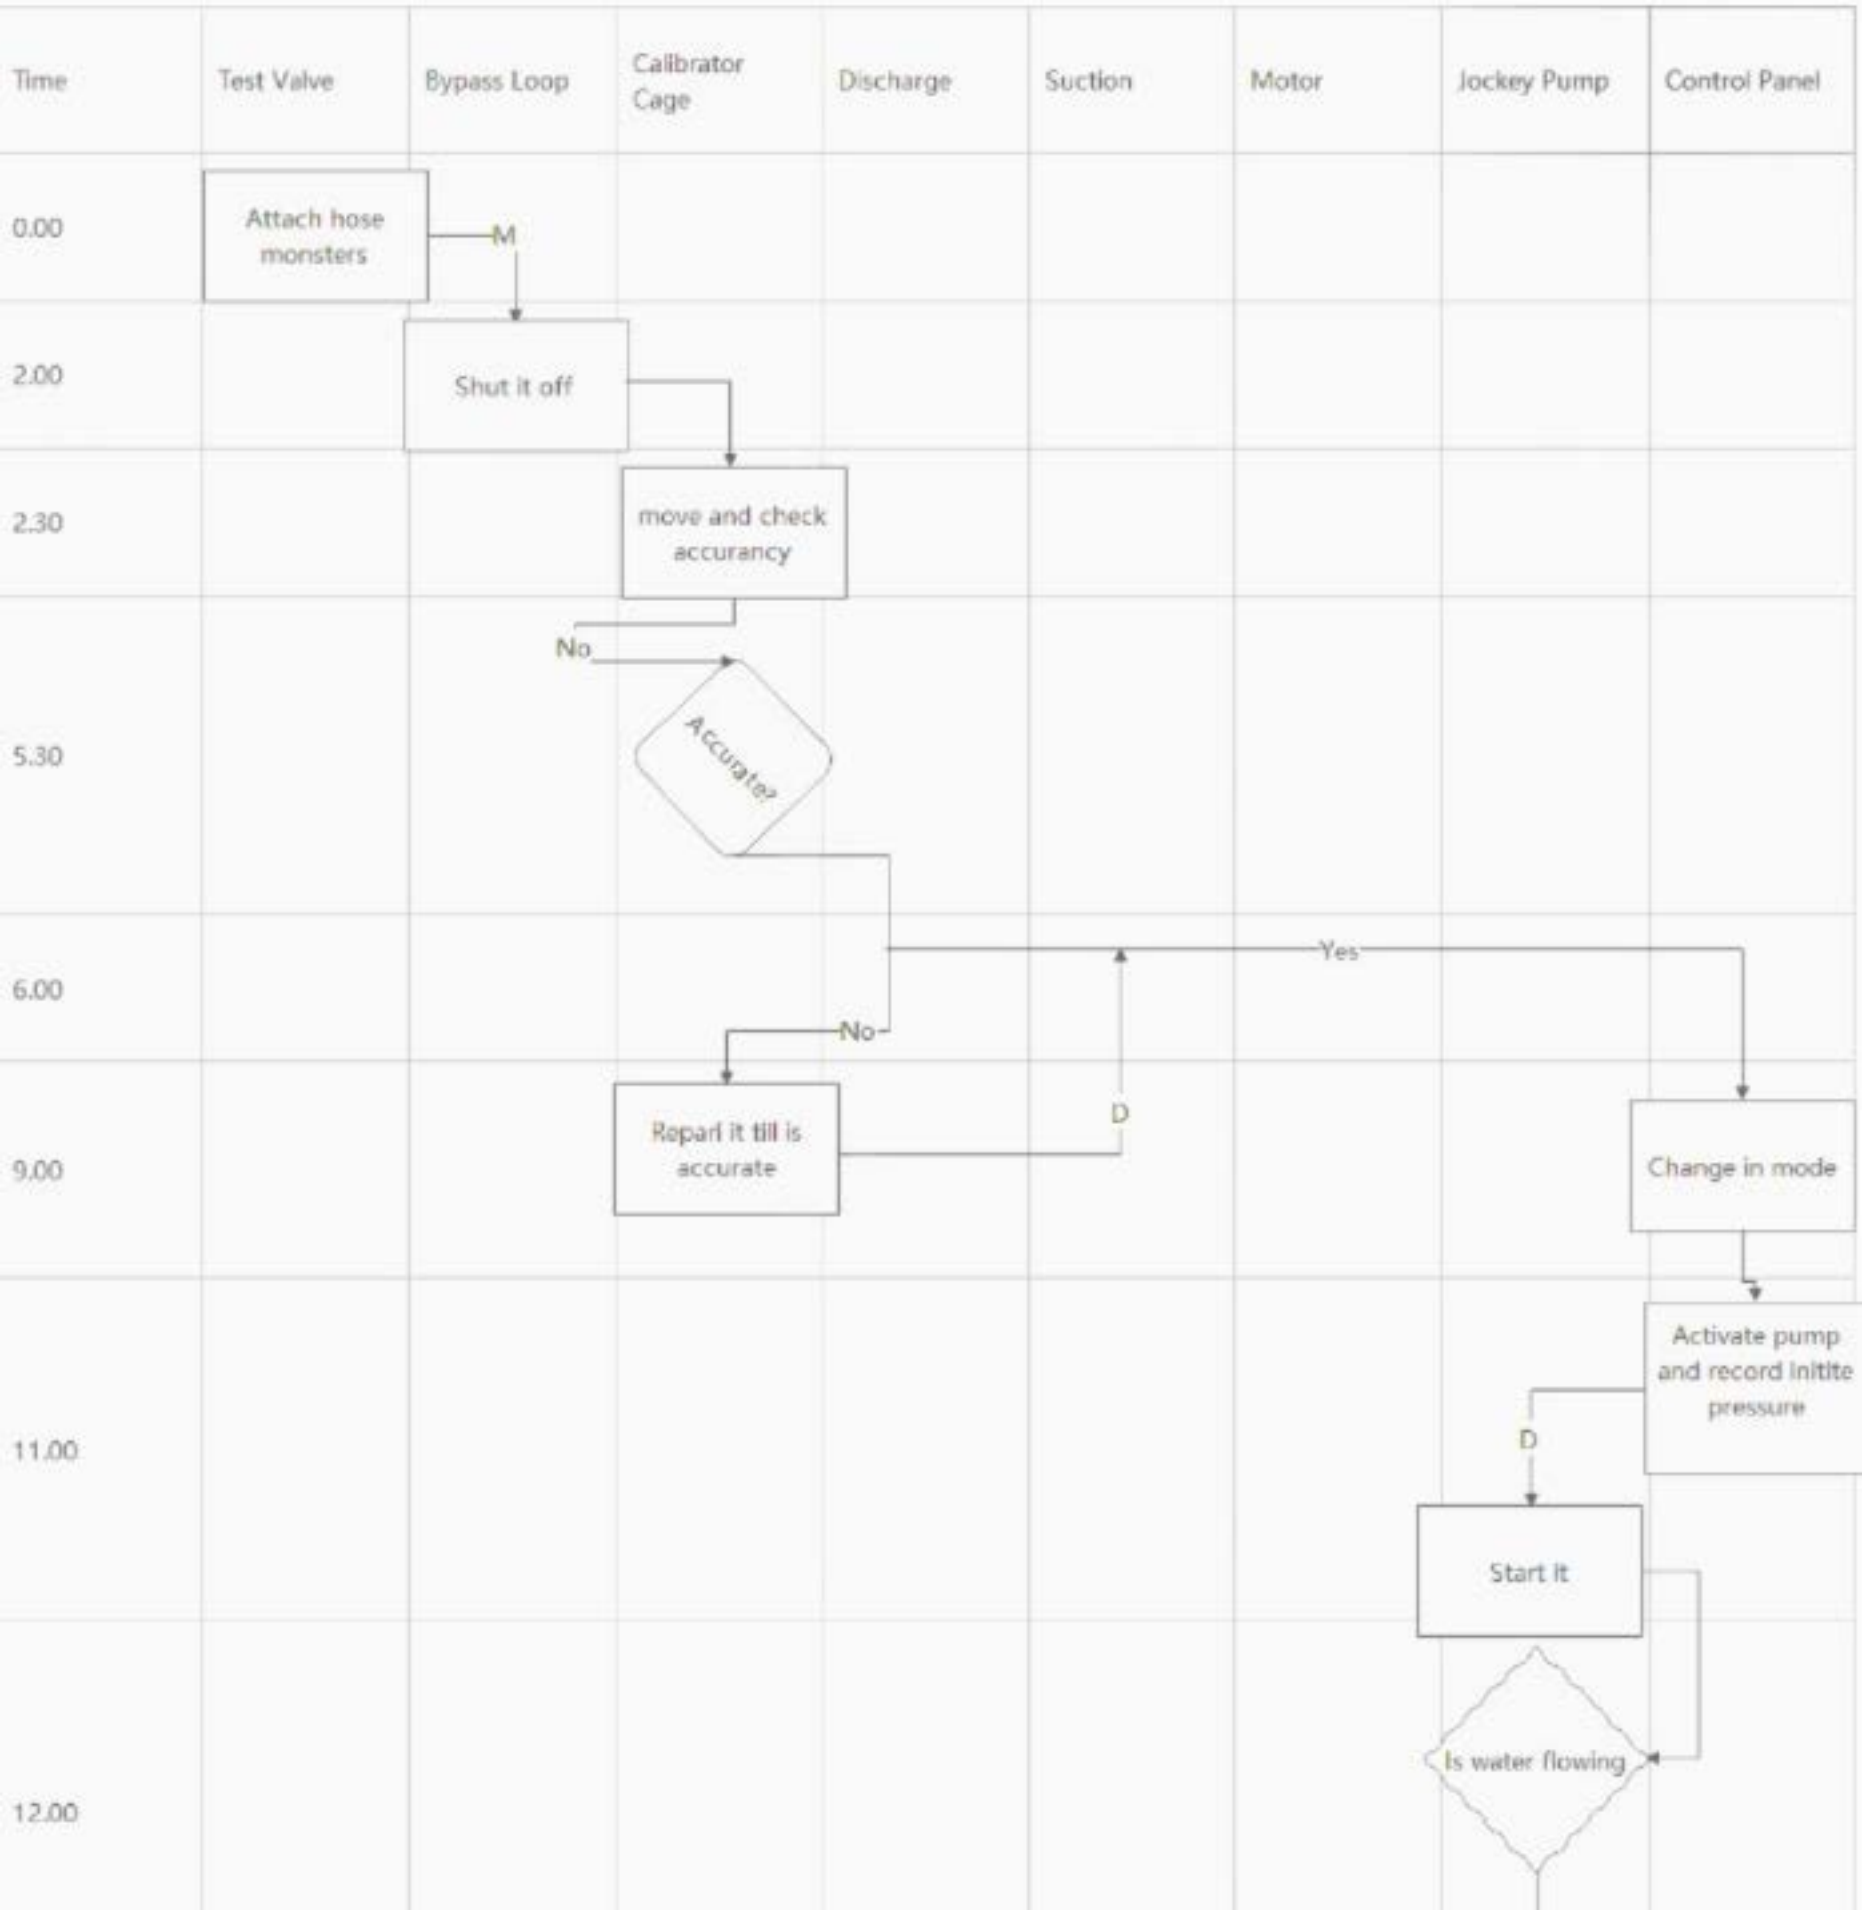 Time
Test Valve
Bypass Loop
Calibrator
Cage
Discharge
Suction
Motor
Jockey Pump
Control Panel
0.00
Attach hose
monsters
M
2.00
Shut it off
2.30
move and check
accurancy
No
5.30
Accurate?
Yes
6.00
No
D
9.00
Repari it till is
accurate
Change in mode
Activate pump
and record initite
pressure
D
11.00
Start it
Is water flowing
12.00